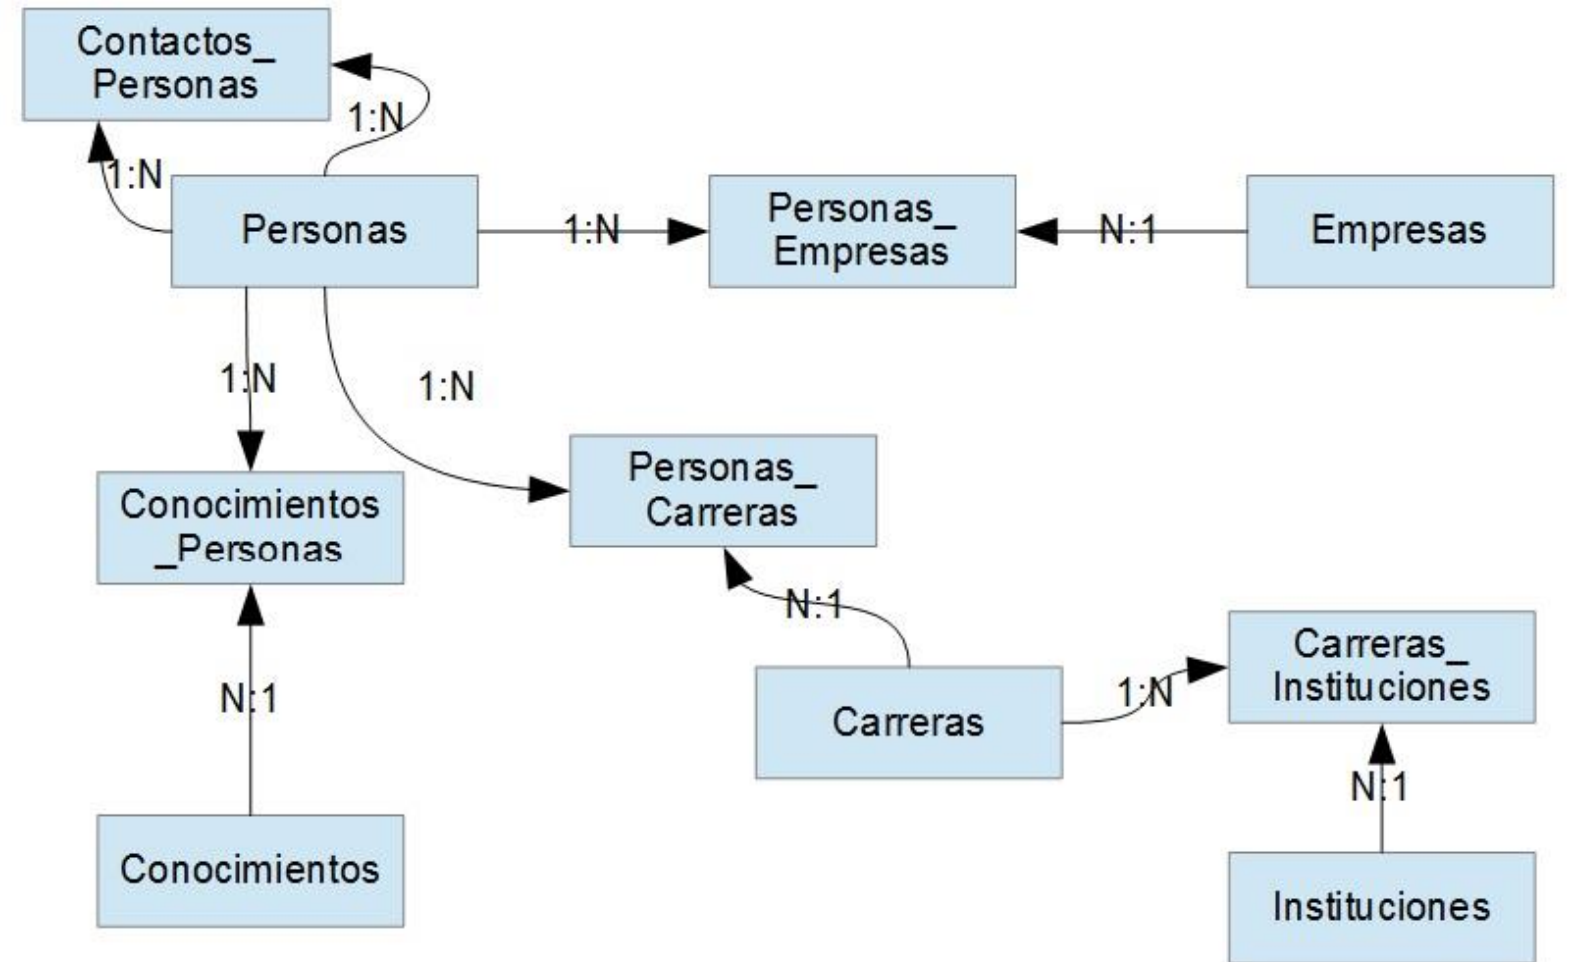 Contactos_
Personas
1:N
1:N
Personas
1:N
Personas_
Empresas
N:1
Empresas
1:N
1:N
Personas_
Carreras
Conocimientos
_Personas
N:1
N:1
Carreras
1:N
Carreras_
Instituciones
N:1
Conocimientos
Instituciones